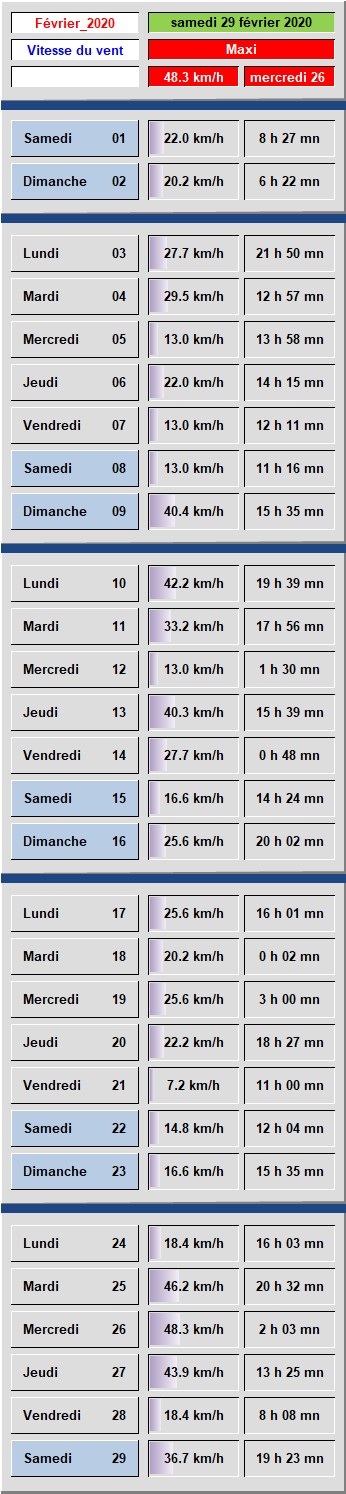 Février_2020 samedi 29 février 2020
Vitesse du vent Maxi
48.3 km/h mercredi 26
Samedi 01 22.0 km/h 8 h 27 mn
Dimanche 02 20.2 km/h 6 h 22 mn
Lundi 03 27.7 km/h 21 h 50 mn
Mardi 04 29.5 km/h 12 h 57 mn
Mercredi 05 13.0 km/h 13 h 58 mn
Jeudi 06 22.0 km/h 14 h 15 mn
Vendredi 07 13.0 km/h 12 h 11 mn
Samedi 08 13.0 km/h 11 h 16 mn
Dimanche 09 40.4 km/h 15 h 35 mn
Lundi 10 42.2 km/h 19 h 39 mn
Mardi 11 33.2 km/h 17 h 56 mn
Mercredi 12 13.0 km/h 1 h 30 mn
Jeudi 13 40.3 km/h 15 h 39 mn
Vendredi 14 27.7 km/h 0 h 48 mn
Samedi 15 16.6 km/h 14 h 24 mn
Dimanche 16 25.6 km/h 20 h 02 mn
Lundi 17 25.6 km/h 16 h 01 mn
Mardi 18 20.2 km/h 0 h 02 mn
Mercredi 19 25.6 km/h 3 h 00 mn
Jeudi 20 22.2 km/h 18 h 27 mn
Vendredi 21 7.2 km/h 11 h 00 mn
Samedi 22 14.8 km/h 12 h 04 mn
Dimanche 23 16.6 km/h 15 h 35 mn
Lundi 24 18.4 km/h 16 h 03 mn
Mardi 25 46.2 km/h 20 h 32 mn
Mercredi 26 48.3 km/h 2 h 03 mn
Jeudi 27 43.9 km/h 13 h 25 mn
Vendredi 28 18.4 km/h 8 h 08 mn
Samedi 29 36.7 km/h 19 h 23 mn